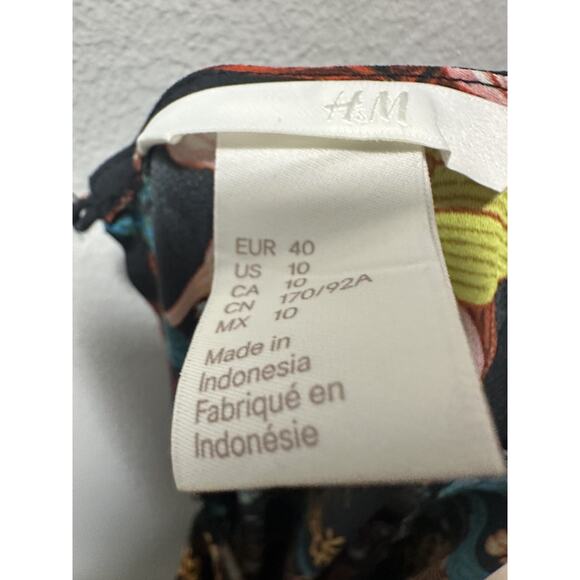 H&M
EUR 40
US 10
CA 10
CN 170/92A
MX 10
Made in
Indonesia
Fabriqué en
Indonésie